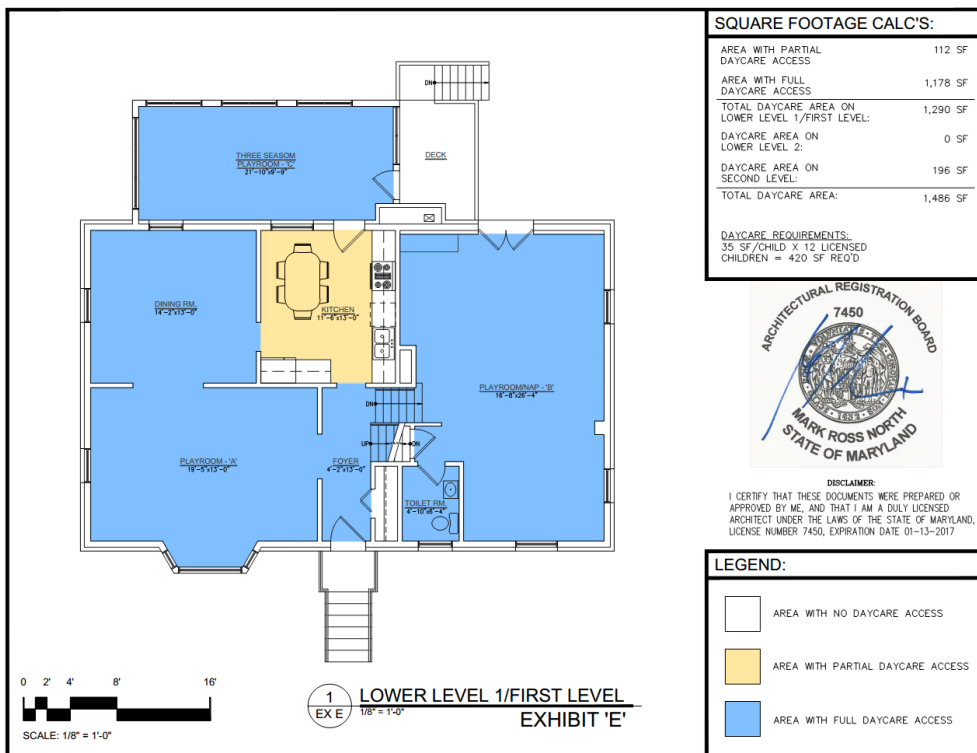 SQUARE FOOTAGE CALC'S:
AREA WITH PARTIAL
DAYCARE ACCESS
112 SF
AREA WITH FULL
DAYCARE ACCESS
1,178 SF
TOTAL DAYCARE AREA ON
LOWER LEVEL 1/FIRST LEVEL:
1,290 SF
DAYCARE AREA ON
LOWER LEVEL 2:
0 SF
DAYCARE AREA ON
SECOND LEVEL:
196 SF
TOTAL DAYCARE AREA:
1,486 SF
DAYCARE REQUIREMENTS:
35 SF/CHILD X 12 LICENSED
CHILDREN = 420 SF REQ'D
DN
THREE SEASOM
PLAYROOM - 'C'
21'-10"x9'-9"
DECK
DINING RM.
14'-2"x13'-0"
KITCHEN
11'-6"x13'-0"
PLAYROOM/NAP - 'B'
16'-8"x26'-4"
DN
UP
DN
PLAYROOM - 'A'
19'-5"x13'-0"
FOYER
4'-2"x13'-0"
TOILET RM.
4'-10"x6'-4"
ARCHITECTURAL REGISTRATION BOARD
7450
1632
MARK ROSS NORTH
STATE OF MARYLAND
DISCLAIMER:
I CERTIFY THAT THESE DOCUMENTS WERE PREPARED OR
APPROVED BY ME, AND THAT I AM A DULY LICENSED
ARCHITECT UNDER THE LAWS OF THE STATE OF MARYLAND,
LICENSE NUMBER 7450, EXPIRATION DATE 01-13-2017
LEGEND:
AREA WITH NO DAYCARE ACCESS
AREA WITH PARTIAL DAYCARE ACCESS
AREA WITH FULL DAYCARE ACCESS
0 2' 4' 8' 16'
SCALE: 1/8" = 1'-0"
1
EX E
LOWER LEVEL 1/FIRST LEVEL
1/8" = 1'-0"
EXHIBIT 'E'